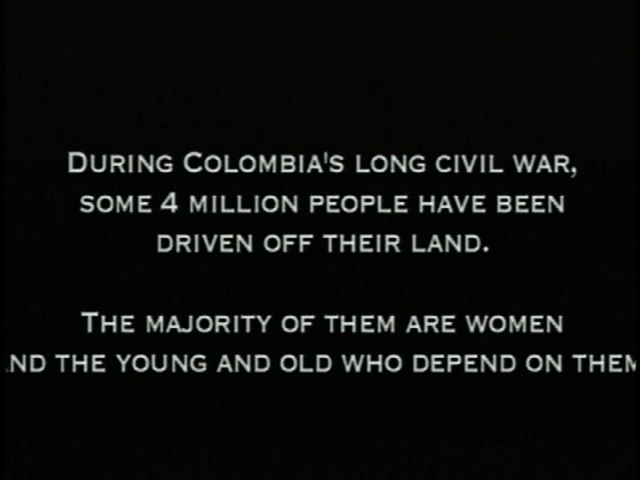 DURING COLOMBIA'S LONG CIVIL WAR,
SOME 4 MILLION PEOPLE HAVE BEEN
DRIVEN OFF THEIR LAND.
THE MAJORITY OF THEM ARE WOMEN
ND THE YOUNG AND OLD WHO DEPEND ON THEM